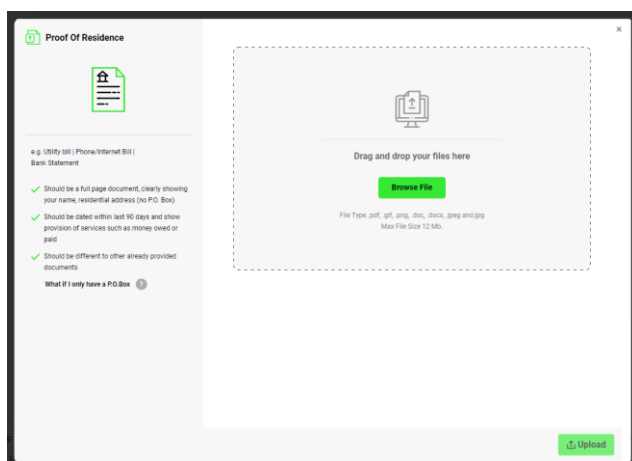 Proof Of Residence
e.g. Utility bill | Phone/Internet Bill |
Bank Statement
Should be a full page document, clearly showing
your name, residential address (no P.O. Box)
Should be dated within last 90 days and show
provision of services such as money owed or
paid
Should be different to other already provided
documents
What if I only have a P.O.Box ?
×
Drag and drop your files here
Browse File
File Type .pdf, .gif, .png, .doc, .docx, .jpeg and.jpg
Max File Size 12 Mb.
Upload